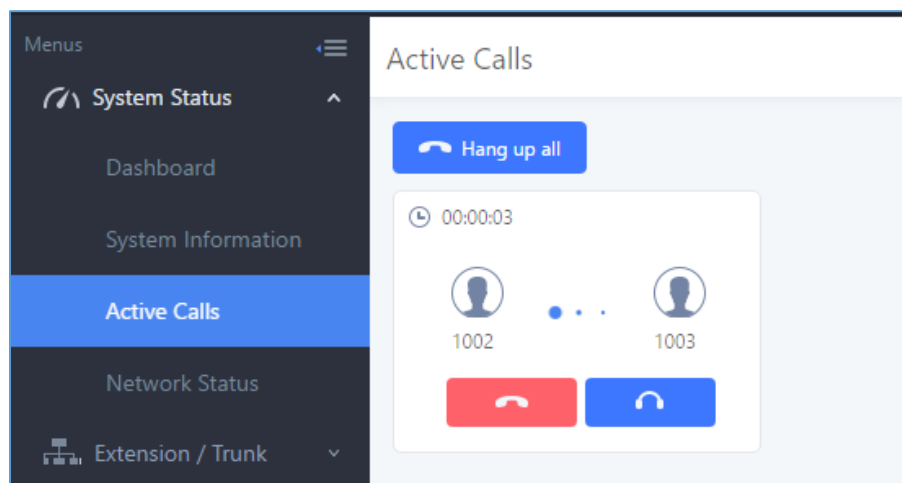 Menus
System Status
Dashboard
System Information
Active Calls
Network Status
Extension / Trunk
Active Calls
Hang up all
00:00:03
1002
1003